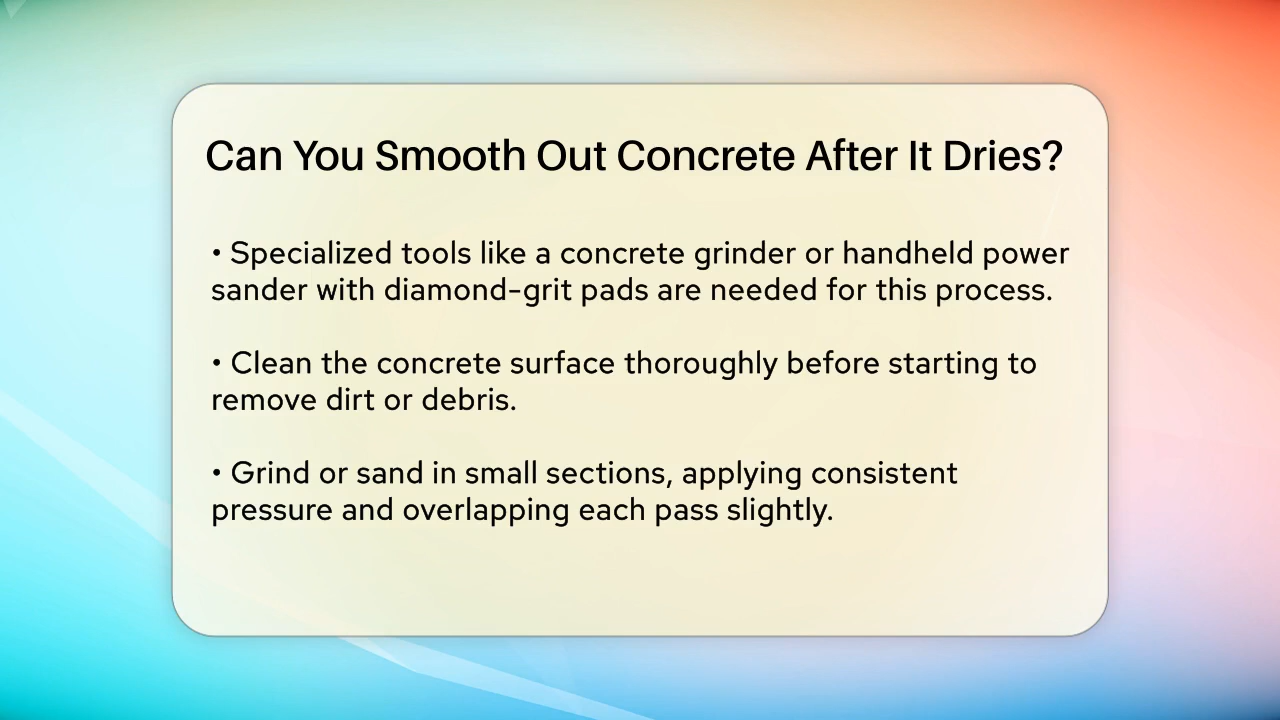 Can You Smooth Out Concrete After It Dries?
• Specialized tools like a concrete grinder or handheld power
sander with diamond-grit pads are needed for this process.
• Clean the concrete surface thoroughly before starting to
remove dirt or debris.
• Grind or sand in small sections, applying consistent
pressure and overlapping each pass slightly.